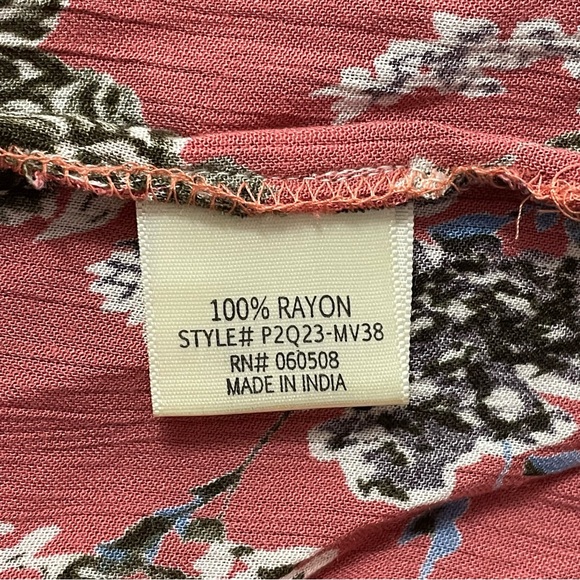 100% RAYON
STYLE# P2Q23-MV38
RN# 060508
MADE IN INDIA